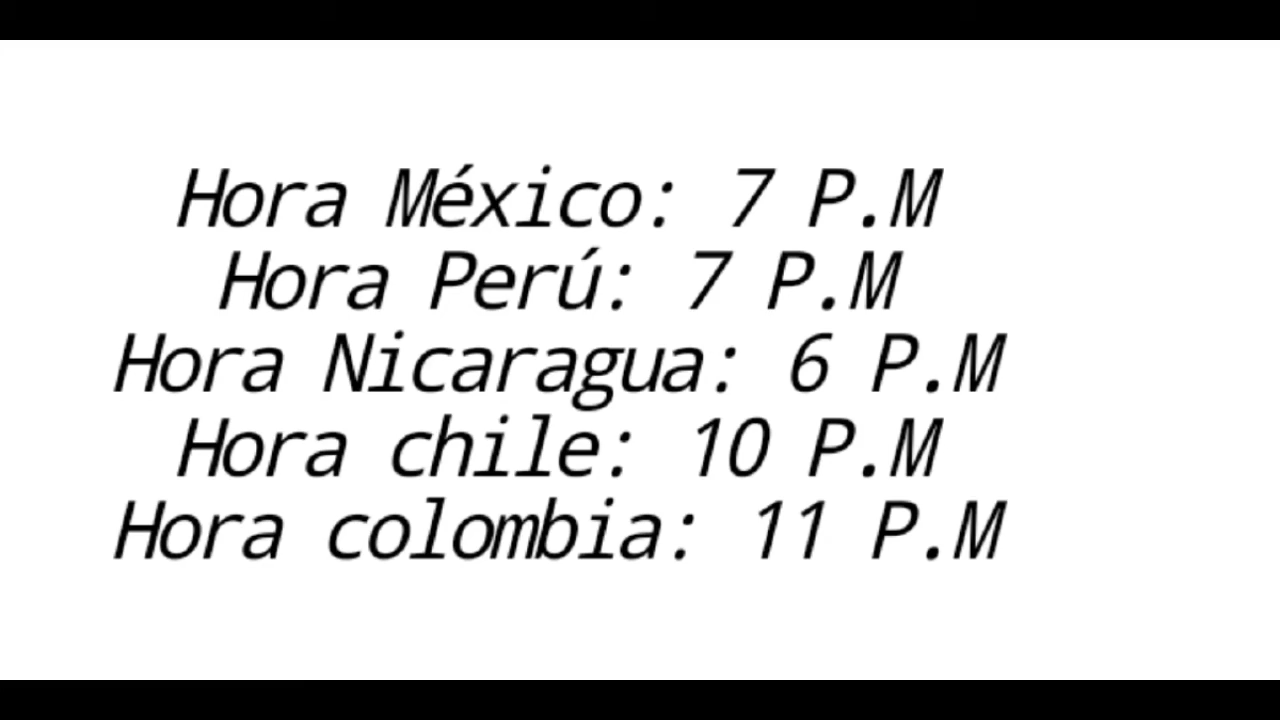 Hora México: 7 P.M
Hora Perú: 7 P.M
Hora Nicaragua: 6 P.M
Hora chile: 10 P.M
Hora colombia: 11 P.M